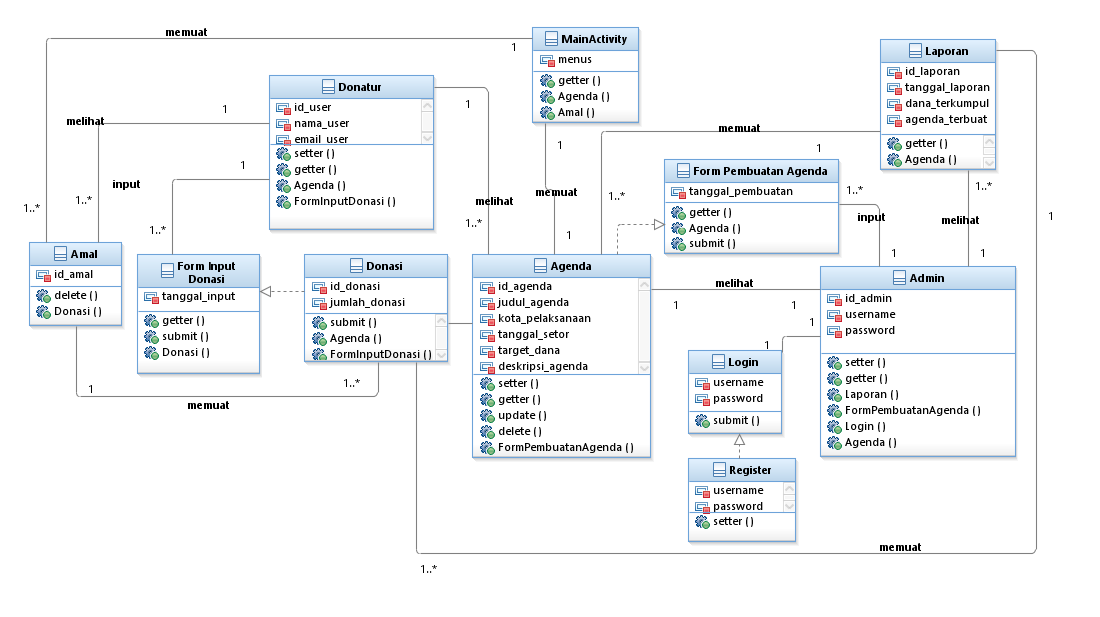 memuat
1
MainActivity
menus
getter ()
Agenda ()
Amal ()
Laporan
id_laporan
tanggal_laporan
dana_terkumpul
agenda_terbuat
getter ()
Agenda ()
Donatur
id_user
nama_user
email_user
setter ()
getter ()
Agenda ()
FormInputDonasi ()
1
1
1
melihat
input
1..*
1..*
1..*
memuat
1
1
memuat
1
1..*
melihat
1..*
Form Pembuatan Agenda
tanggal_pembuatan
getter ()
Agenda ()
submit ()
1..*
input
1
1..*
melihat
1
1
Amal
id_amal
delete ()
Donasi ()
Form Input
Donasi
tanggal_input
getter ()
submit ()
Donasi ()
Donasi
id_donasi
jumlah_donasi
submit ()
Agenda ()
FormInputDonasi ()
Agenda
id_agenda
judul_agenda
kota_pelaksanaan
tanggal_setor
target_dana
deskripsi_agenda
setter ()
getter ()
update ()
delete ()
FormPembuatanAgenda ()
melihat
1
1
1
1
Admin
id_admin
username
password
setter ()
getter ()
Laporan ()
FormPembuatanAgenda ()
Login ()
Agenda ()
Login
username
password
submit ()
1
1..*
memuat
Register
username
password
setter ()
memuat
1..*